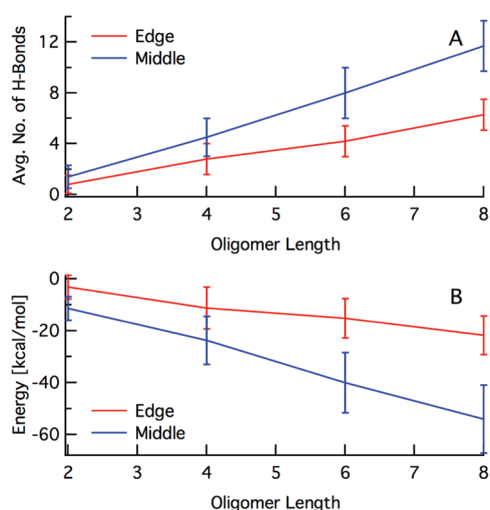 A
Edge
Middle
12
8
4
0
Avg. No. of H-Bonds
2 3 4 5 6 7 8
Oligomer Length
B
0
-20
-40
-60
Energy [kcal/mol]
Edge
Middle
2 3 4 5 6 7 8
Oligomer Length